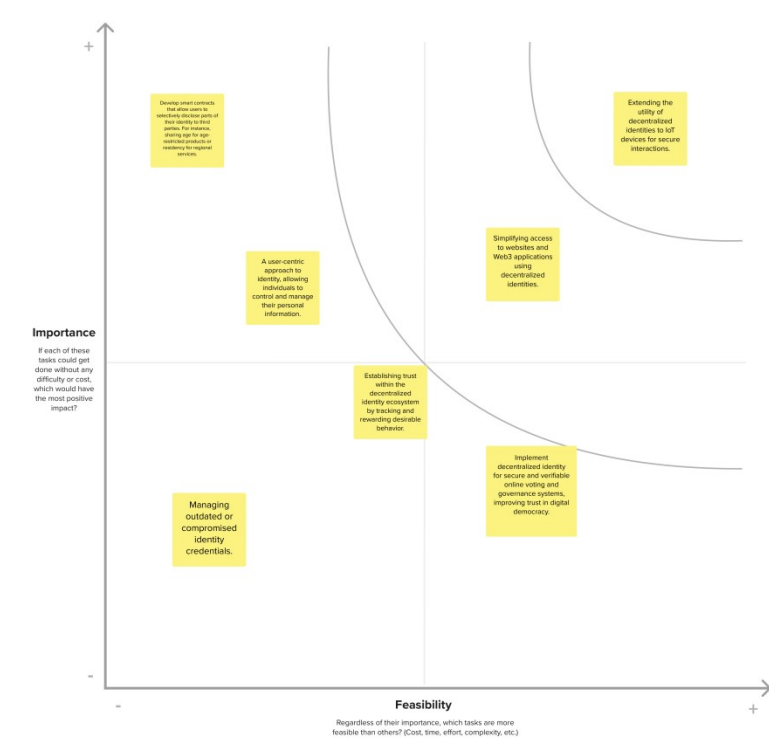 +
Develop smart contracts
that allow users to
selectively disclose parts of
their identity to third
parties. For instance,
sharing age for age-
restricted products or
residency for regional
services.
Extending the
utility of
decentralized
identities to IoT
devices for secure
interactions.
Simplifying access
to websites and
Web3 applications
using
decentralized
identities.
A user-centric
approach to
identity, allowing
individuals to
control and manage
their personal
information.
Importance
If each of these
tasks could get
done without any
difficulty or cost,
which would have
the most positive
impact?
Establishing trust
within the
decentralized
identity ecosystem
by tracking and
rewarding desirable
behavior.
Implement
decentralized identity
for secure and verifiable
online voting and
governance systems,
improving trust in digital
democracy.
Managing
outdated or
compromised
identity
credentials.
-
-
Feasibility
+
Regardless of their importance, which tasks are more
feasible than others? (Cost, time, effort, complexity, etc.)